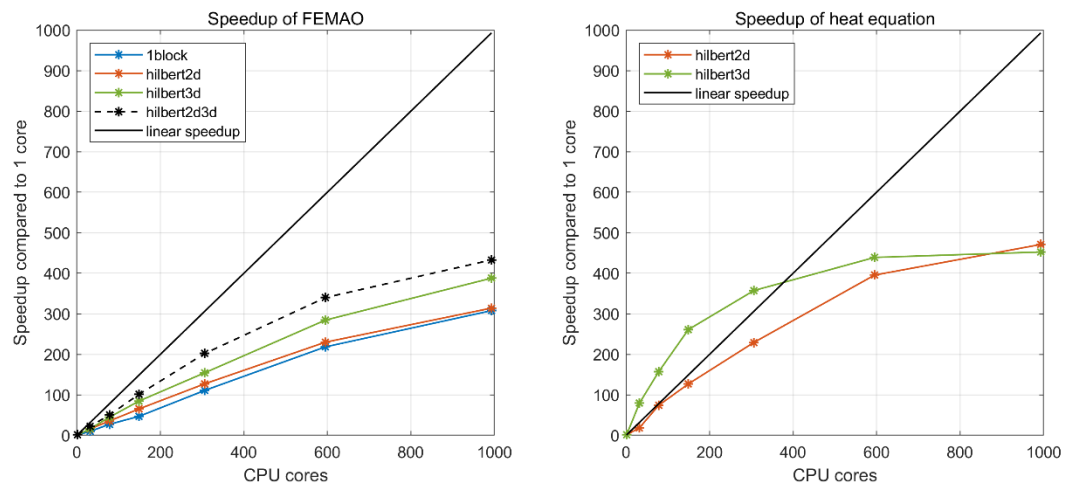 Speedup of FEMAO
Speedup compared to 1 core
1000
900
800
700
600
500
400
300
200
100
0
1block
hilbert2d
hilbert3d
hilbert2d3d
linear speedup
0
200
400
600
800
1000
CPU cores
Speedup of heat equation
Speedup compared to 1 core
1000
900
800
700
600
500
400
300
200
100
0
hilbert2d
hilbert3d
linear speedup
0
200
400
600
800
1000
CPU cores